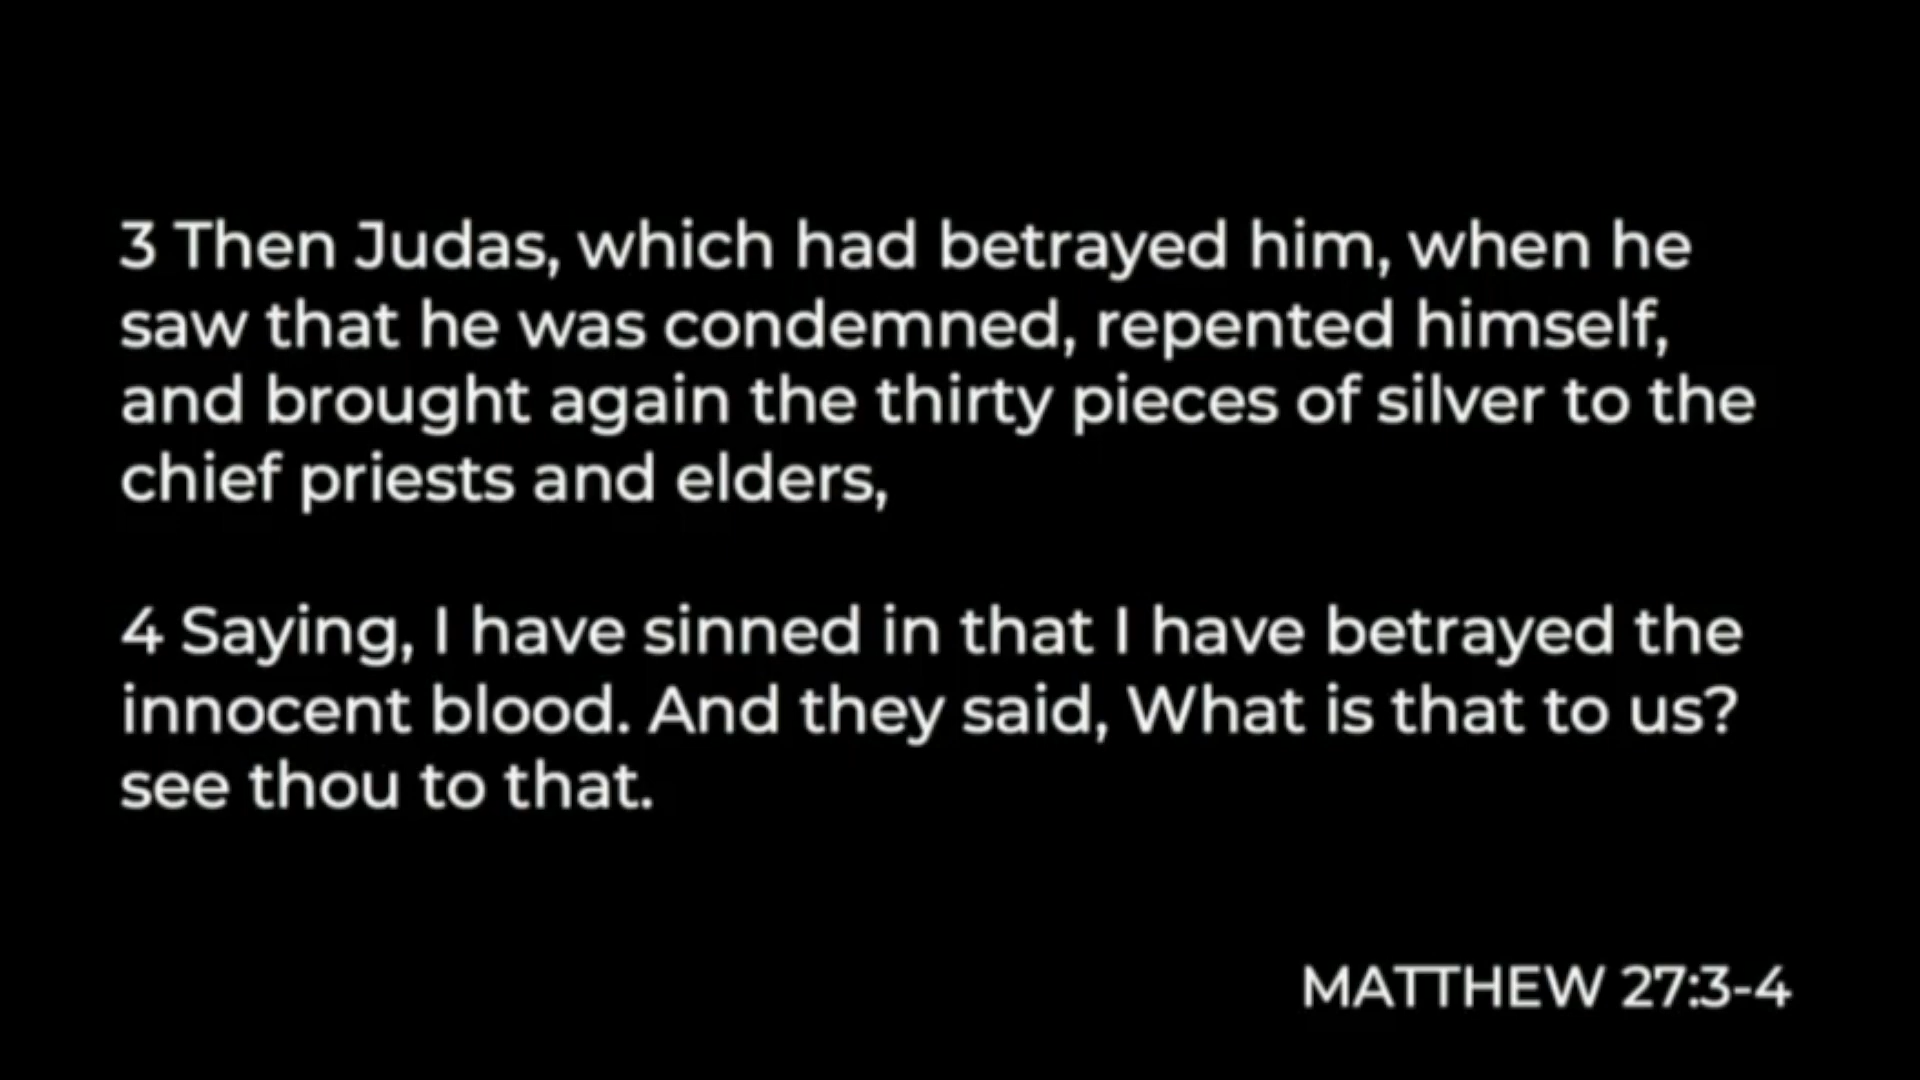 3 Then Judas, which had betrayed him, when he
saw that he was condemned, repented himself,
and brought again the thirty pieces of silver to the
chief priests and elders,
4 Saying, I have sinned in that I have betrayed the
innocent blood. And they said, What is that to us?
see thou to that.
MATTHEW 27:3-4